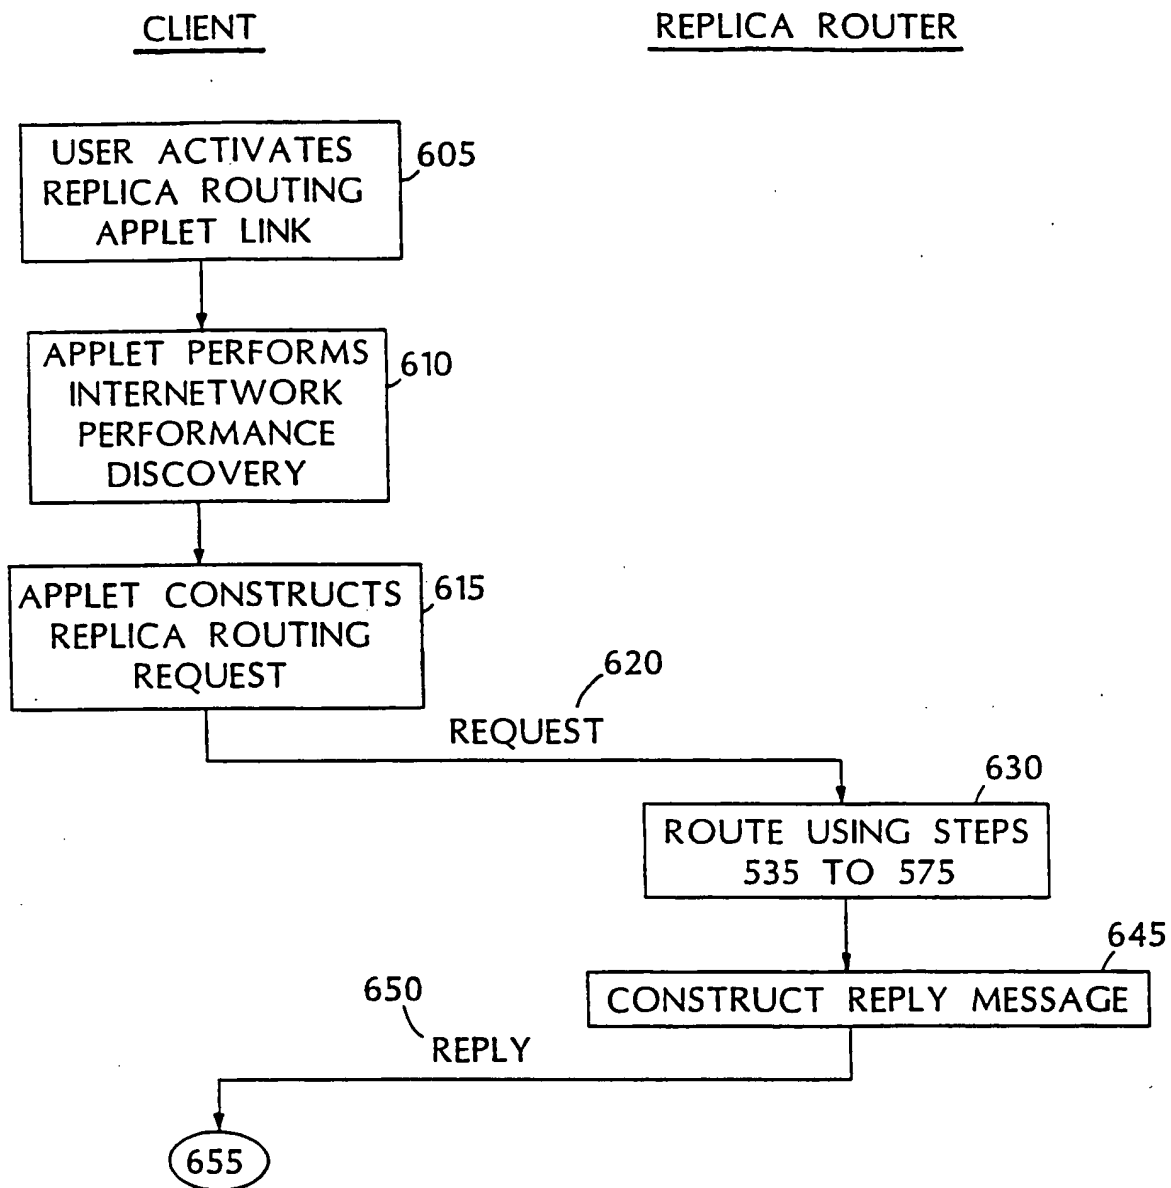 CLIENT
REPLICA ROUTER
USER ACTIVATES
REPLICA ROUTING
APPLET LINK
605
APPLET PERFORMS
INTERNETWORK
PERFORMANCE
DISCOVERY
610
APPLET CONSTRUCTS
REPLICA ROUTING
REQUEST
615
620
REQUEST
630
ROUTE USING STEPS
535 TO 575
645
CONSTRUCT REPLY MESSAGE
650
REPLY
655